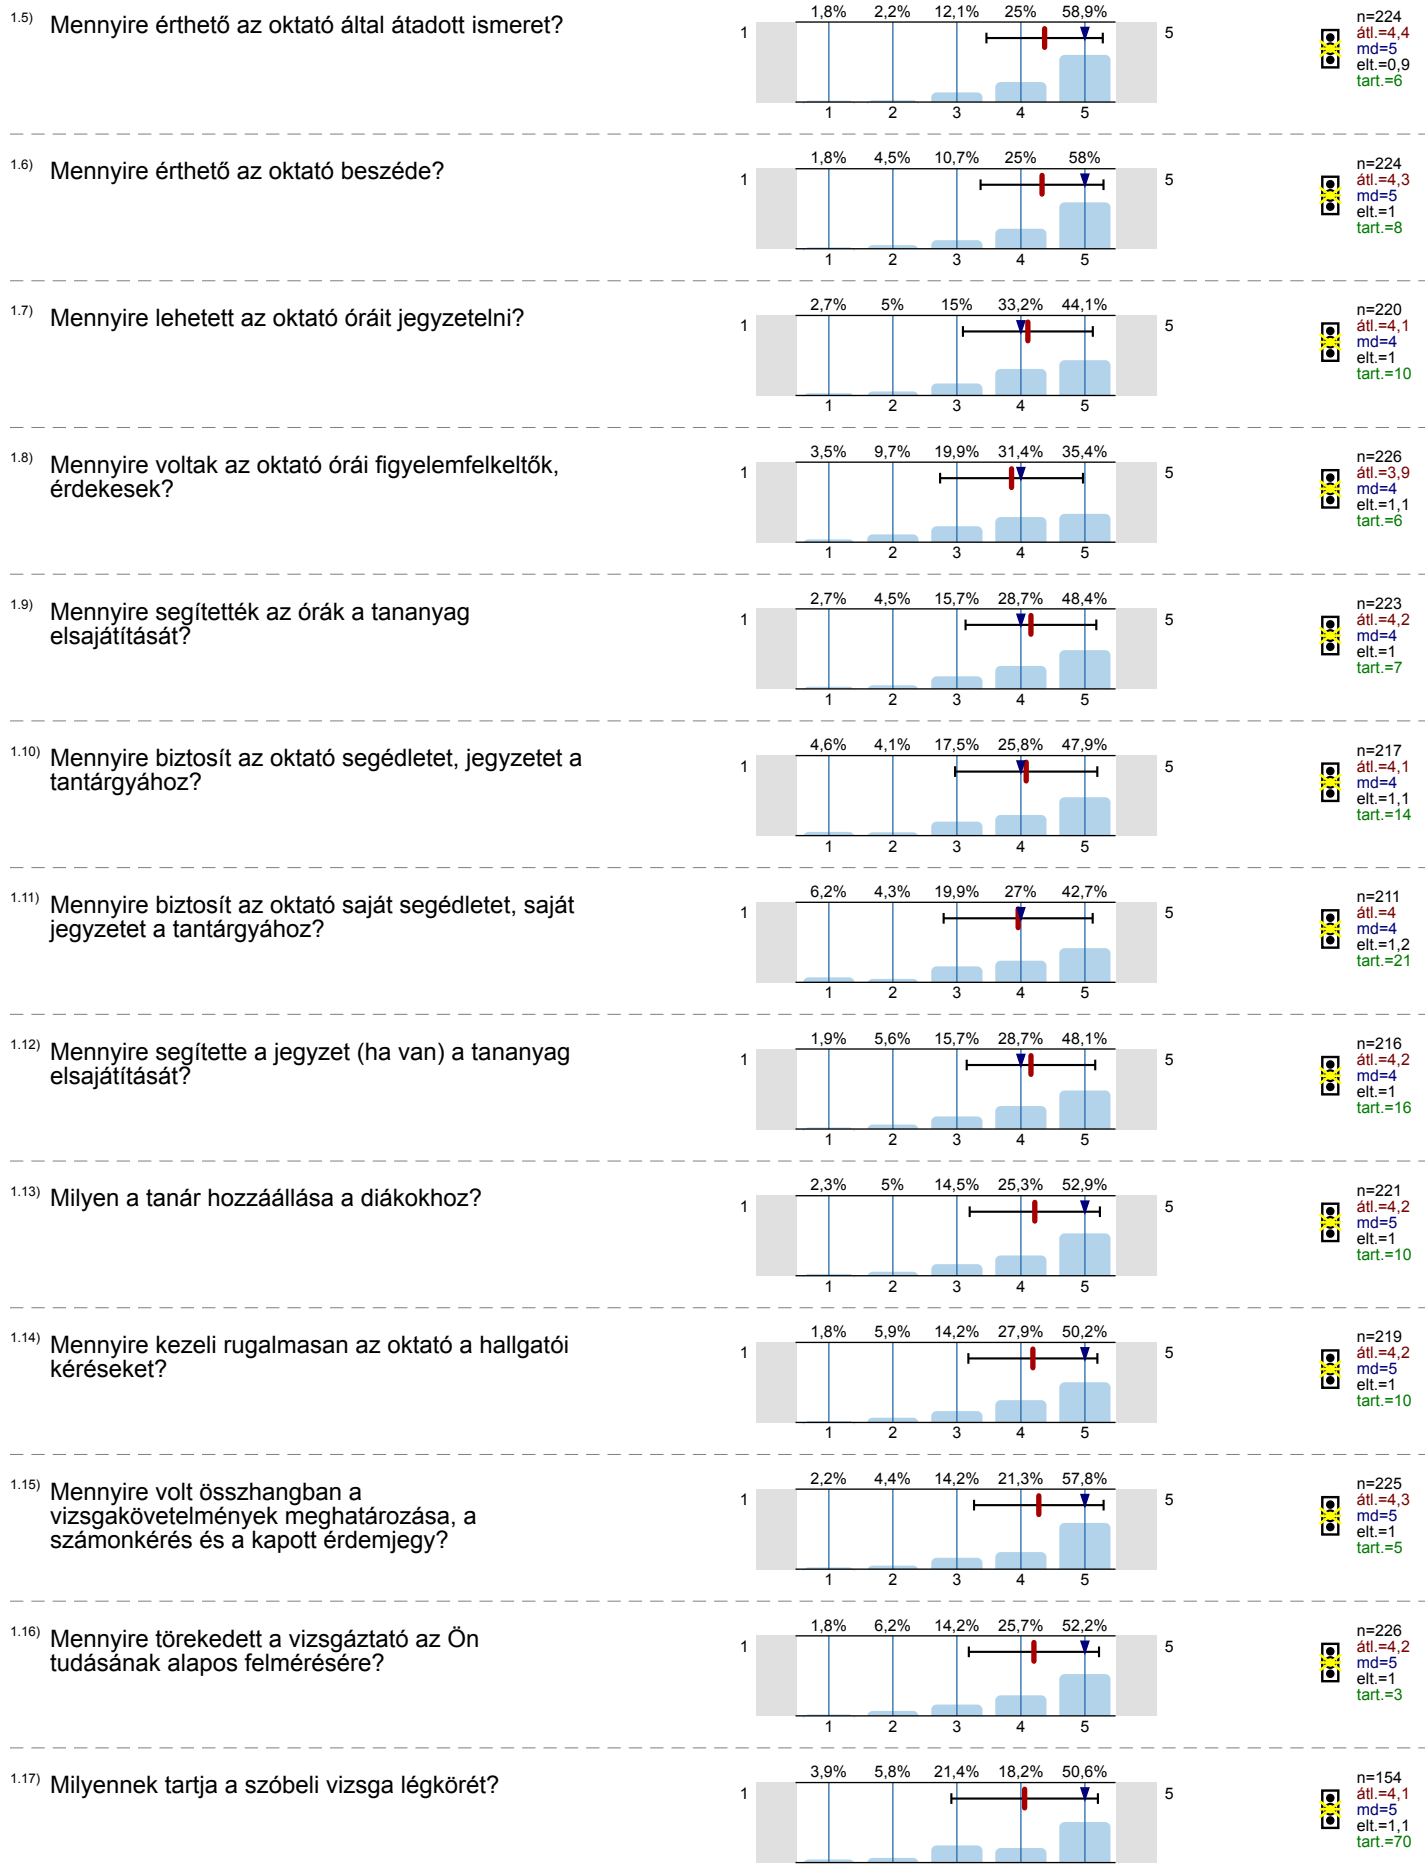 1.5) Mennyire érthető az oktató által átadott ismeret?
1,8% 2,2% 12,1% 25% 58,9%
1 5
1 2 3 4 5
n=224
átl.=4,4
md=5
elt.=0,9
tart.=6
1.6) Mennyire érthető az oktató beszéde?
1,8% 4,5% 10,7% 25% 58%
1 5
1 2 3 4 5
n=224
átl.=4,3
md=5
elt.=1
tart.=8
1.7) Mennyire lehetett az oktató óráit jegyzetelni?
2,7% 5% 15% 33,2% 44,1%
1 5
1 2 3 4 5
n=220
átl.=4,1
md=4
elt.=1
tart.=10
1.8) Mennyire voltak az oktató órái figyelemfelkeltők,
érdekesek?
3,5% 9,7% 19,9% 31,4% 35,4%
1 5
1 2 3 4 5
n=226
átl.=3,9
md=4
elt.=1,1
tart.=6
1.9) Mennyire segítették az órák a tananyag
elsajátítását?
2,7% 4,5% 15,7% 28,7% 48,4%
1 5
1 2 3 4 5
n=223
átl.=4,2
md=4
elt.=1
tart.=7
1.10) Mennyire biztosít az oktató segédletet, jegyzetet a
tantárgyához?
4,6% 4,1% 17,5% 25,8% 47,9%
1 5
1 2 3 4 5
n=217
átl.=4,1
md=4
elt.=1,1
tart.=14
1.11) Mennyire biztosít az oktató saját segédletet, saját
jegyzetet a tantárgyához?
6,2% 4,3% 19,9% 27% 42,7%
1 5
1 2 3 4 5
n=211
átl.=4
md=4
elt.=1,2
tart.=21
1.12) Mennyire segítette a jegyzet (ha van) a tananyag
elsajátítását?
1,9% 5,6% 15,7% 28,7% 48,1%
1 5
1 2 3 4 5
n=216
átl.=4,2
md=4
elt.=1
tart.=16
1.13) Milyen a tanár hozzáállása a diákokhoz?
2,3% 5% 14,5% 25,3% 52,9%
1 5
1 2 3 4 5
n=221
átl.=4,2
md=5
elt.=1
tart.=10
1.14) Mennyire kezeli rugalmasan az oktató a hallgatói
kéréseket?
1,8% 5,9% 14,2% 27,9% 50,2%
1 5
1 2 3 4 5
n=219
átl.=4,2
md=5
elt.=1
tart.=10
1.15) Mennyire volt összhangban a
vizsgakövetelmények meghatározása, a
számonkérés és a kapott érdemjegy?
2,2% 4,4% 14,2% 21,3% 57,8%
1 5
1 2 3 4 5
n=225
átl.=4,3
md=5
elt.=1
tart.=5
1.16) Mennyire törekedett a vizsgáztató az Ön
tudásának alapos felmérésére?
1,8% 6,2% 14,2% 25,7% 52,2%
1 5
1 2 3 4 5
n=226
átl.=4,2
md=5
elt.=1
tart.=3
1.17) Milyennek tartja a szóbeli vizsga légkörét?
3,9% 5,8% 21,4% 18,2% 50,6%
1 5
n=154
átl.=4,1
md=5
elt.=1,1
tart.=70